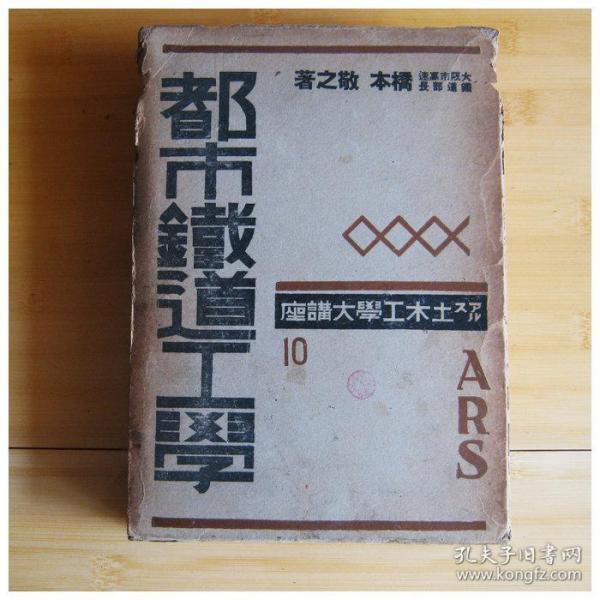 大阪市高速
鐵道部長
橋本 敬之著
都市鐵道工學
アルス
土木工學大講座
10
ARS
孔夫子旧书网
www.kongfz.com